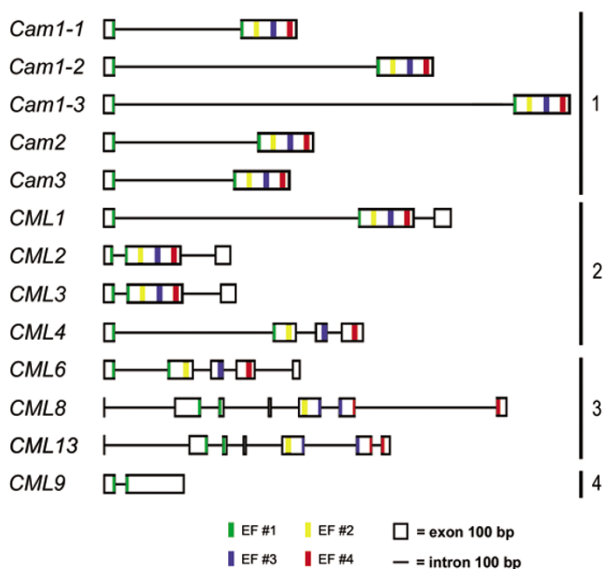 Cam1-1
Cam1-2
Cam1-3
1
Cam2
Cam3
CML1
CML2
2
CML3
CML4
CML6
CML8
3
CML13
CML9
4
EF #1 EF #2 = exon 100 bp
EF #3 EF #4 = intron 100 bp